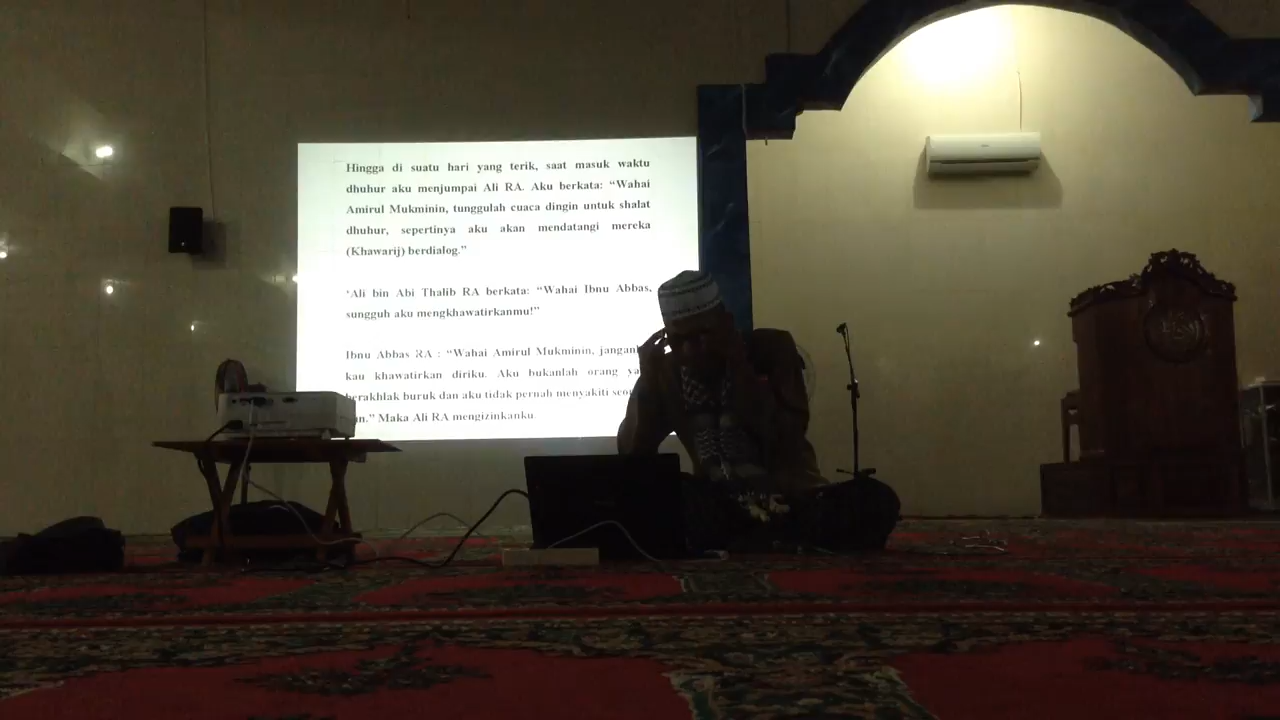 Hingga di suatu hari yang terik, saat masuk waktu
dhuhur aku menjumpai Ali RA. Aku berkata: “Wahai
Amirul Mukminin, tunggulah cuaca dingin untuk shalat
dhuhur, sepertinya aku akan mendatangi mereka
(Khawarij) berdialog.”
‘Ali bin Abi Thalib RA berkata: “Wahai Ibnu Abbas,
sungguh aku mengkhawatirkanmu!”
Ibnu Abbas RA : “Wahai Amirul Mukminin,
kau khawatirkan diriku. Aku bukanlah orang
berakhlak buruk dan aku tidak pernah menyakiti
Maka Ali RA mengizinkanku.